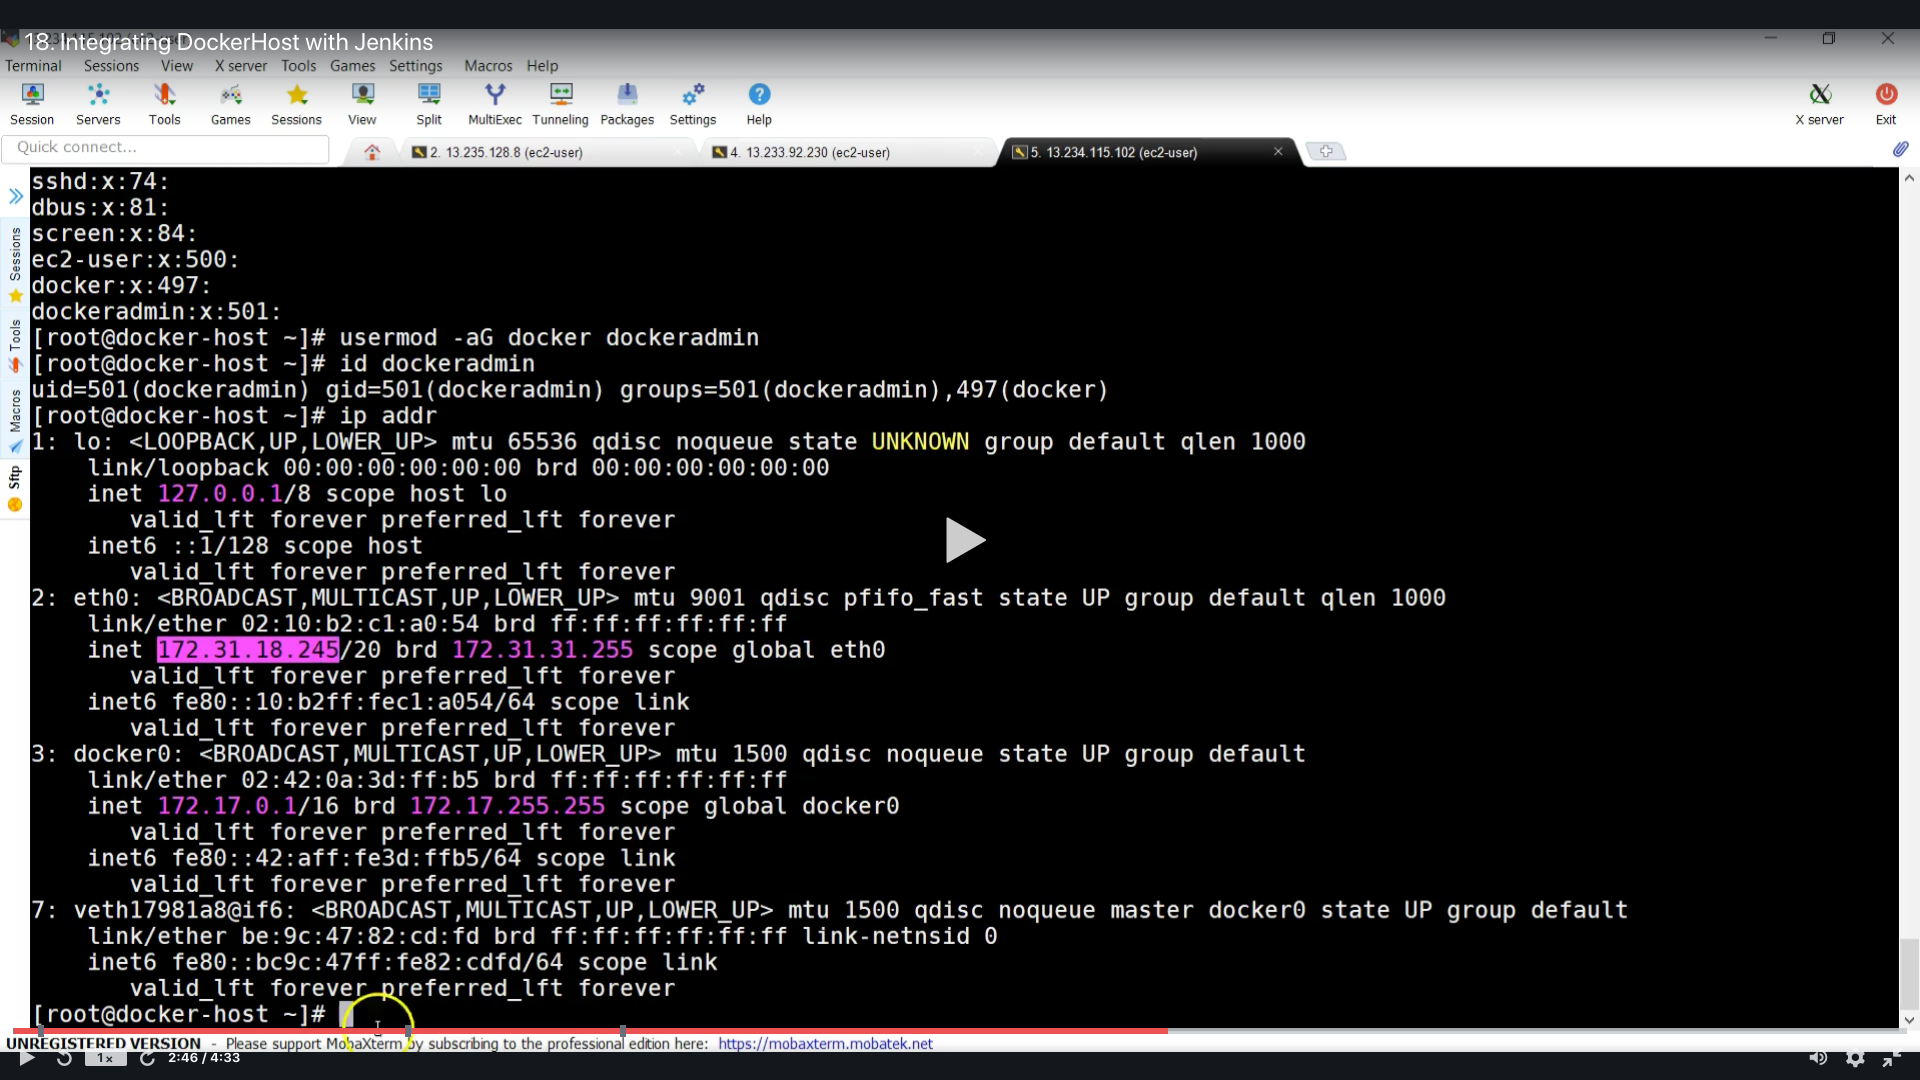 18. Integrating DockerHost with Jenkins
Terminal Sessions View X server Tools Games Settings Macros Help
Session Servers Tools Games Sessions View Split MultiExec Tunneling Packages Settings Help X server Exit
Quick connect... 2. 13.235.128.8 (ec2-user) 4. 13.233.92.230 (ec2-user) 5. 13.234.115.102 (ec2-user)
Sessions
Tools
Macros
Sftp
sshd:x:74:
dbus:x:81:
screen:x:84:
ec2-user:x:500:
docker:x:497:
dockeradmin:x:501:
[root@docker-host ~]# usermod -aG docker dockeradmin
[root@docker-host ~]# id dockeradmin
uid=501(dockeradmin) gid=501(dockeradmin) groups=501(dockeradmin),497(docker)
[root@docker-host ~]# ip addr
1: lo: <LOOPBACK,UP,LOWER_UP> mtu 65536 qdisc noqueue state UNKNOWN group default qlen 1000
link/loopback 00:00:00:00:00:00 brd 00:00:00:00:00:00
inet 127.0.0.1/8 scope host lo
valid_lft forever preferred_lft forever
inet6 ::1/128 scope host
valid_lft forever preferred_lft forever
2: eth0: <BROADCAST,MULTICAST,UP,LOWER_UP> mtu 9001 qdisc pfifo_fast state UP group default qlen 1000
link/ether 02:10:b2:c1:a0:54 brd ff:ff:ff:ff:ff:ff
inet 172.31.18.245/20 brd 172.31.31.255 scope global eth0
valid_lft forever preferred_lft forever
inet6 fe80::10:b2ff:fec1:a054/64 scope link
valid_lft forever preferred_lft forever
3: docker0: <BROADCAST,MULTICAST,UP,LOWER_UP> mtu 1500 qdisc noqueue state UP group default
link/ether 02:42:0a:3d:ff:b5 brd ff:ff:ff:ff:ff:ff
inet 172.17.0.1/16 brd 172.17.255.255 scope global docker0
valid_lft forever preferred_lft forever
inet6 fe80::42:aff:fe3d:ffb5/64 scope link
valid_lft forever preferred_lft forever
7: veth17981a8@if6: <BROADCAST,MULTICAST,UP,LOWER_UP> mtu 1500 qdisc noqueue master docker0 state UP group default
link/ether be:9c:47:82:cd:fd brd ff:ff:ff:ff:ff:ff link-netnsid 0
inet6 fe80::bc9c:47ff:fe82:cdfd/64 scope link
valid_lft forever preferred_lft forever
[root@docker-host ~]#
UNREGISTERED VERSION - Please support MobaXterm by subscribing to the professional edition here: https://mobaxterm.mobatek.net
1x 2:46 / 4:33